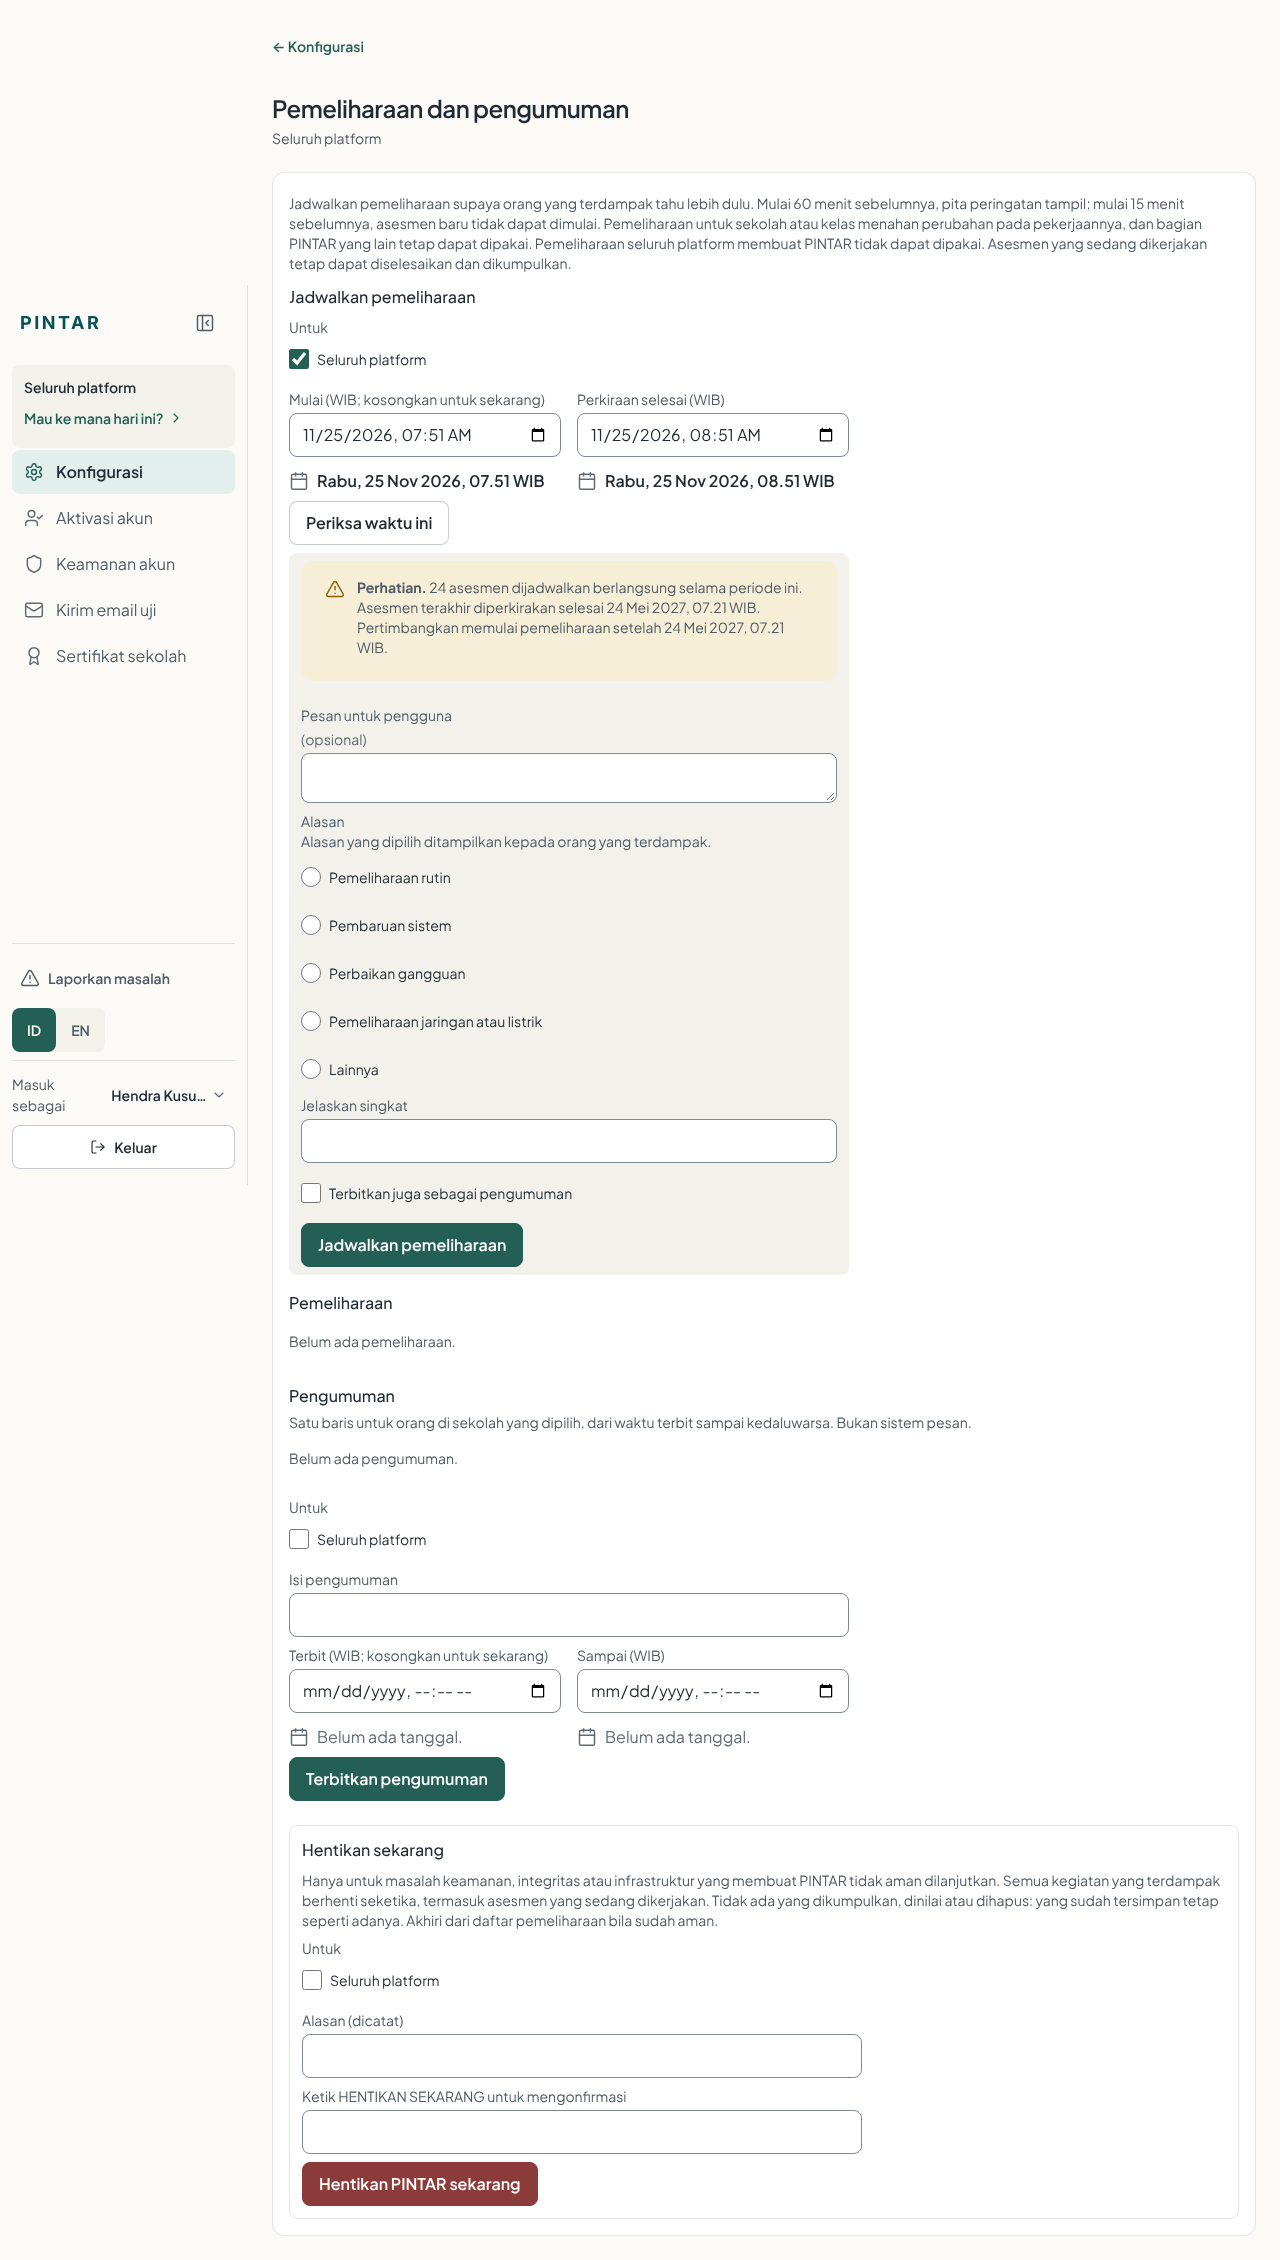 ← Konfigurasi
Pemeliharaan dan pengumuman
Seluruh platform
Jadwalkan pemeliharaan supaya orang yang terdampak tahu lebih dulu. Mulai 60 menit sebelumnya, pita peringatan tampil; mulai 15 menit
sebelumnya, asesmen baru tidak dapat dimulai. Pemeliharaan untuk sekolah atau kelas menahan perubahan pada pekerjaannya, dan bagian
PINTAR yang lain tetap dapat dipakai. Pemeliharaan seluruh platform membuat PINTAR tidak dapat dipakai. Asesmen yang sedang dikerjakan
tetap dapat diselesaikan dan dikumpulkan.
Jadwalkan pemeliharaan
Untuk
Seluruh platform
Mulai (WIB; kosongkan untuk sekarang)
Perkiraan selesai (WIB)
11/25/2026, 07:51 AM
11/25/2026, 08:51 AM
Rabu, 25 Nov 2026, 07.51 WIB
Rabu, 25 Nov 2026, 08.51 WIB
Periksa waktu ini
Perhatian. 24 asesmen dijadwalkan berlangsung selama periode ini.
Asesmen terakhir diperkirakan selesai 24 Mei 2027, 07.21 WIB.
Pertimbangkan memulai pemeliharaan setelah 24 Mei 2027, 07.21
WIB.
Pesan untuk pengguna
(opsional)
Alasan
Alasan yang dipilih ditampilkan kepada orang yang terdampak.
Pemeliharaan rutin
Pembaruan sistem
Perbaikan gangguan
Pemeliharaan jaringan atau listrik
Lainnya
Jelaskan singkat
Terbitkan juga sebagai pengumuman
Jadwalkan pemeliharaan
Pemeliharaan
Belum ada pemeliharaan.
Pengumuman
Satu baris untuk orang di sekolah yang dipilih, dari waktu terbit sampai kedaluwarsa. Bukan sistem pesan.
Belum ada pengumuman.
Untuk
Seluruh platform
Isi pengumuman
Terbit (WIB; kosongkan untuk sekarang)
Sampai (WIB)
mm/dd/yyyy, --:-- --
mm/dd/yyyy, --:-- --
Belum ada tanggal.
Belum ada tanggal.
Terbitkan pengumuman
Hentikan sekarang
Hanya untuk masalah keamanan, integritas atau infrastruktur yang membuat PINTAR tidak aman dilanjutkan. Semua kegiatan yang terdampak
berhenti seketika, termasuk asesmen yang sedang dikerjakan. Tidak ada yang dikumpulkan, dinilai atau dihapus: yang sudah tersimpan tetap
seperti adanya. Akhiri dari daftar pemeliharaan bila sudah aman.
Untuk
Seluruh platform
Alasan (dicatat)
Ketik HENTIKAN SEKARANG untuk mengonfirmasi
Hentikan PINTAR sekarang
PINTAR
Seluruh platform
Mau ke mana hari ini?
Konfigurasi
Aktivasi akun
Keamanan akun
Kirim email uji
Sertifikat sekolah
Laporkan masalah
ID
EN
Masuk
sebagai
Hendra Kusu...
Keluar